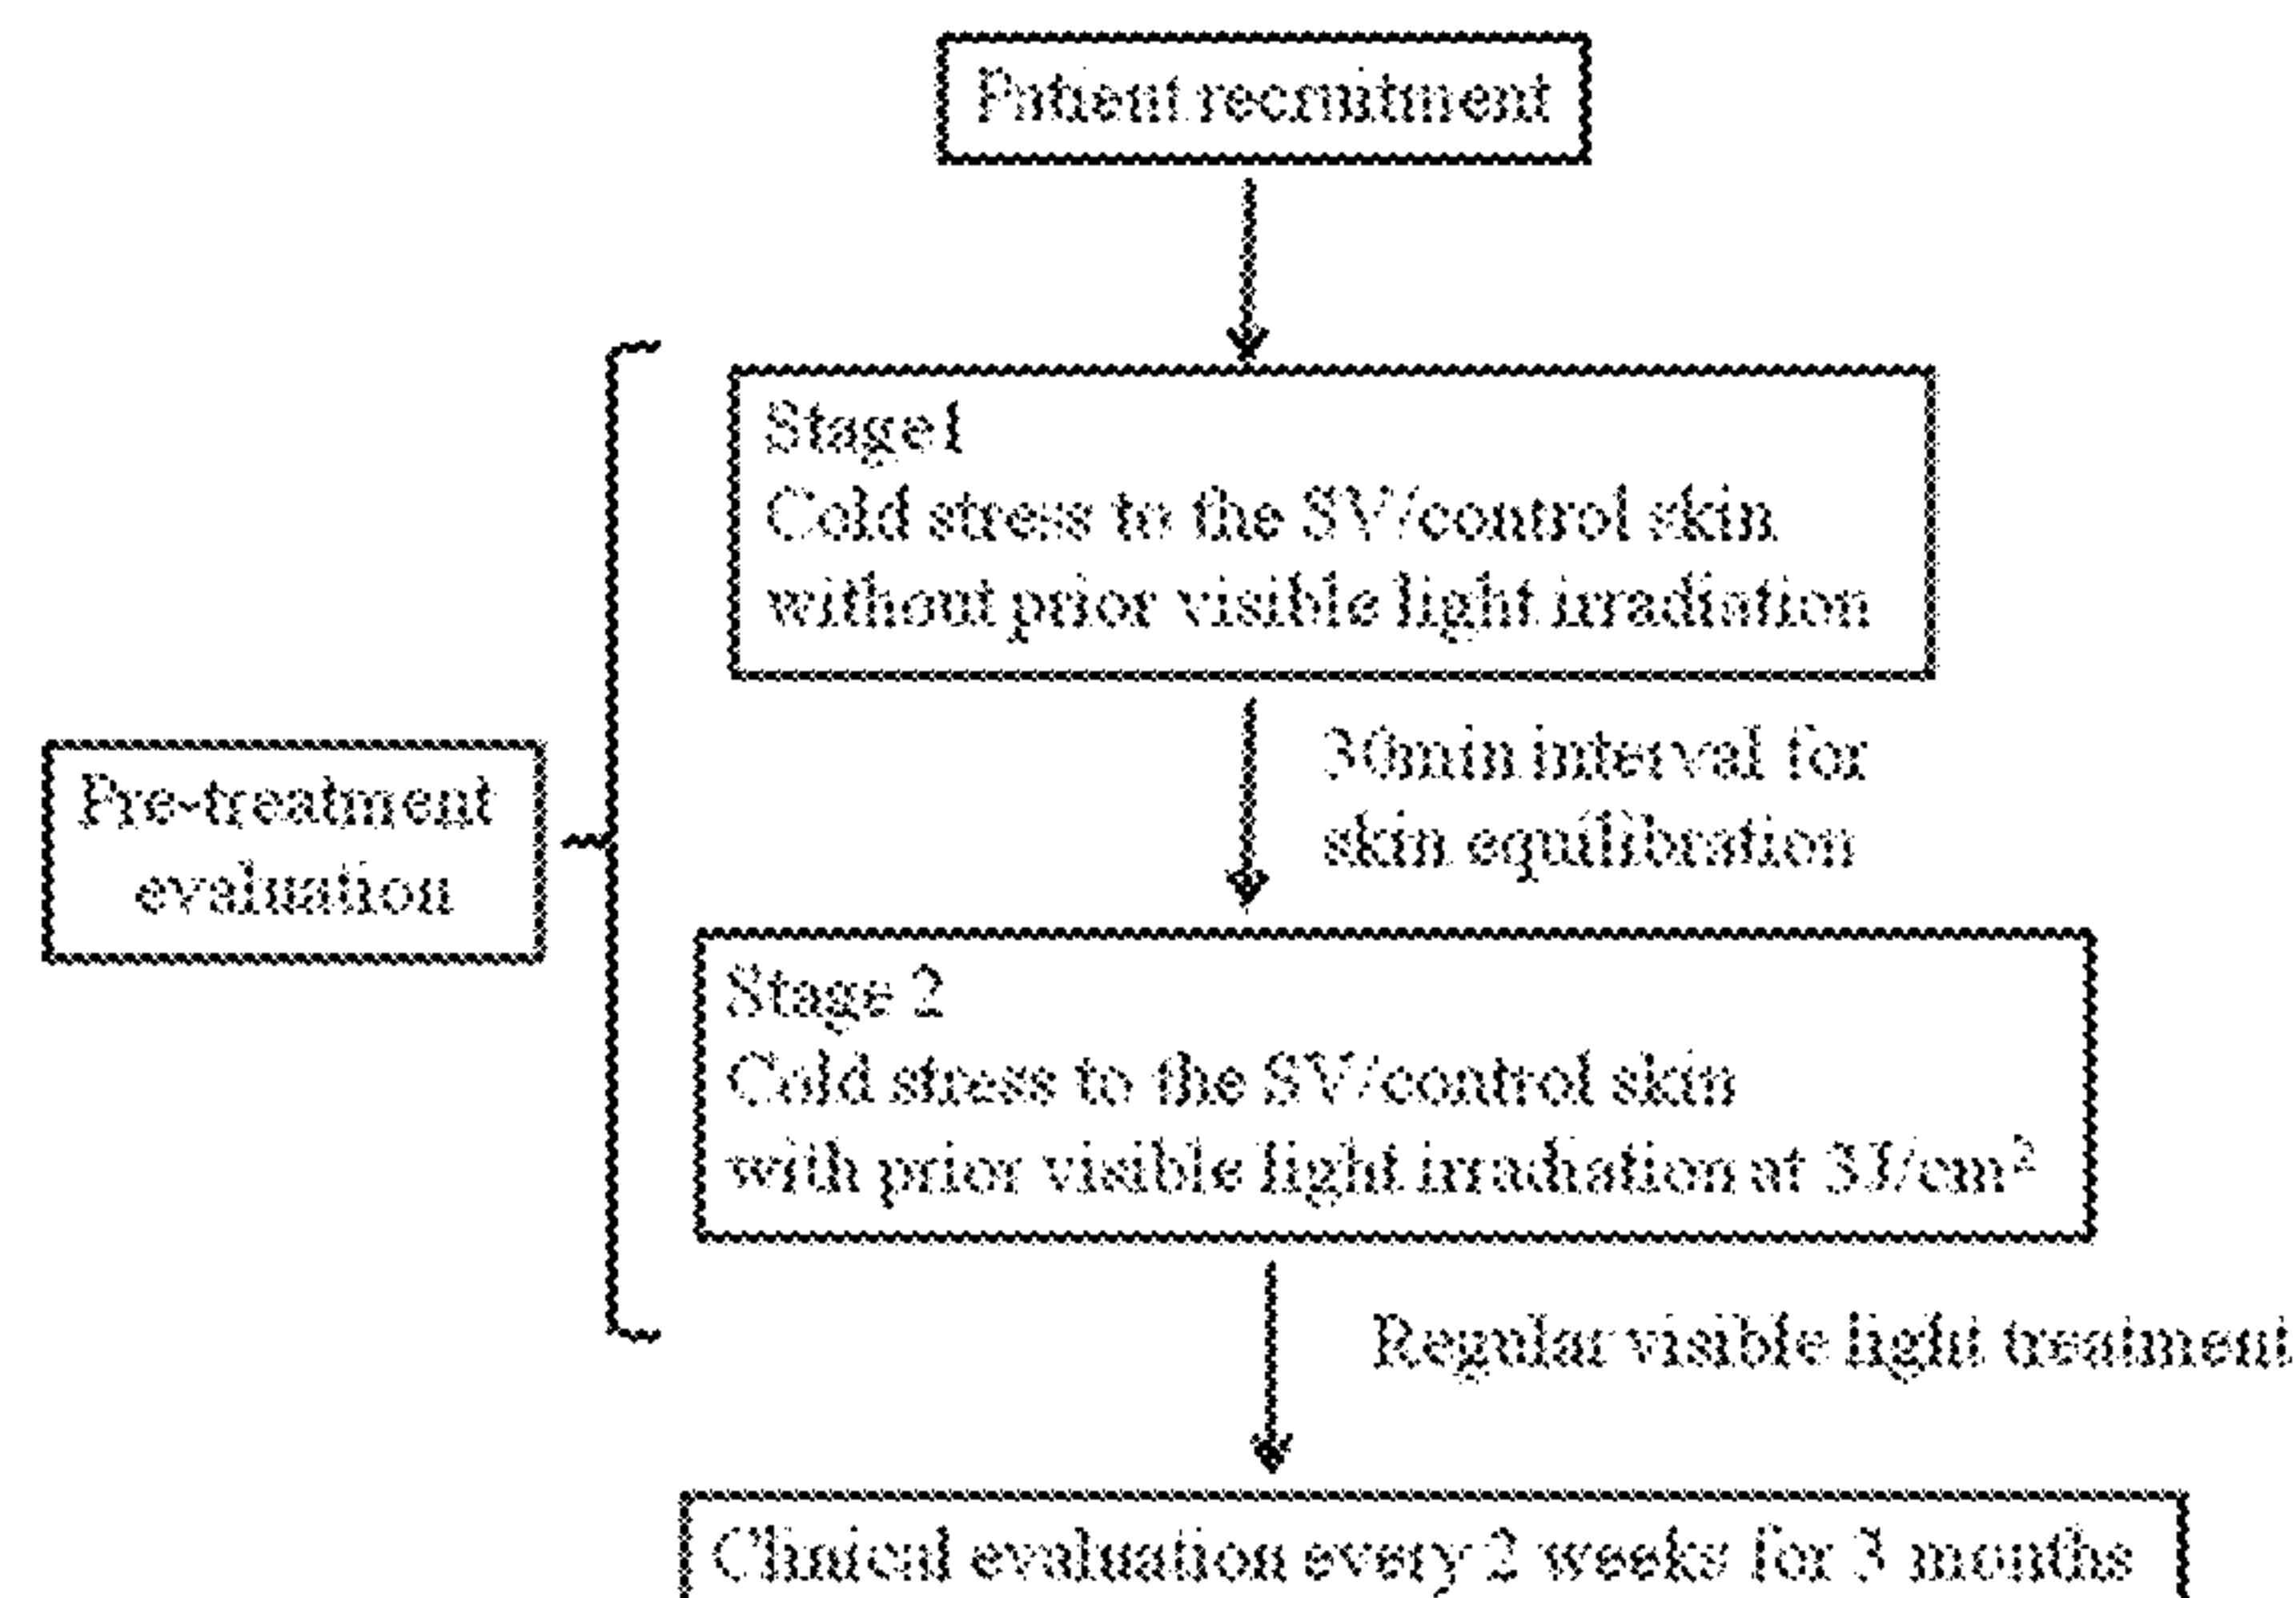 Patient recruitment
Stage1
Cold stress to the SV/control skin
without prior visible light irradiation
30min interval for
skin equilibration
Pre-treatment
evaluation
Stage 2
Cold stress to the SV/control skin
with prior visible light irradiation at 3J/cm²
Regular visible light treatment
Clinical evaluation every 2 weeks for 3 months